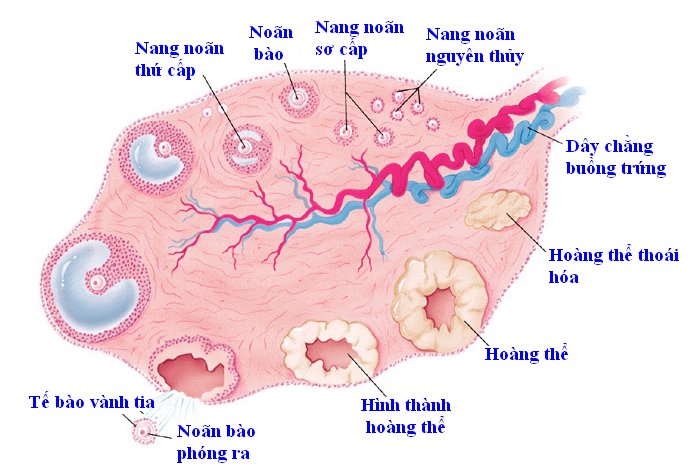 Nang noãn
thứ cấp
Noãn
bào
Nang noãn
sơ cấp
Nang noãn
nguyên thủy
Dây chằng
buồng trứng
Hoàng thể thoái
hóa
Hoàng thể
Hình thành
hoàng thể
Tế bào vành tia
Noãn bào
phóng ra